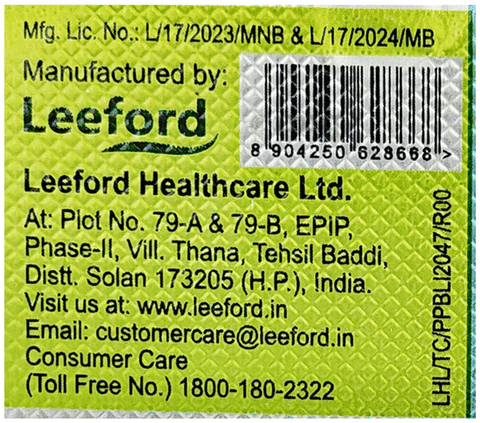 Mfg. Lic. No.: L/17/2023/MNB & L/17/2024/MB
Manufactured by:
Leeford
8 904250 628668 >
Leeford Healthcare Ltd.
At: Plot No. 79-A & 79-B, EPIP,
Phase-II, Vill. Thana, Tehsil Baddi,
Distt. Solan 173205 (H.P.), India.
Visit us at: www.leeford.in
Email: customercare@leeford.in
Consumer Care
(Toll Free No.) 1800-180-2322
LHL/TC/PPBLI2047/R00